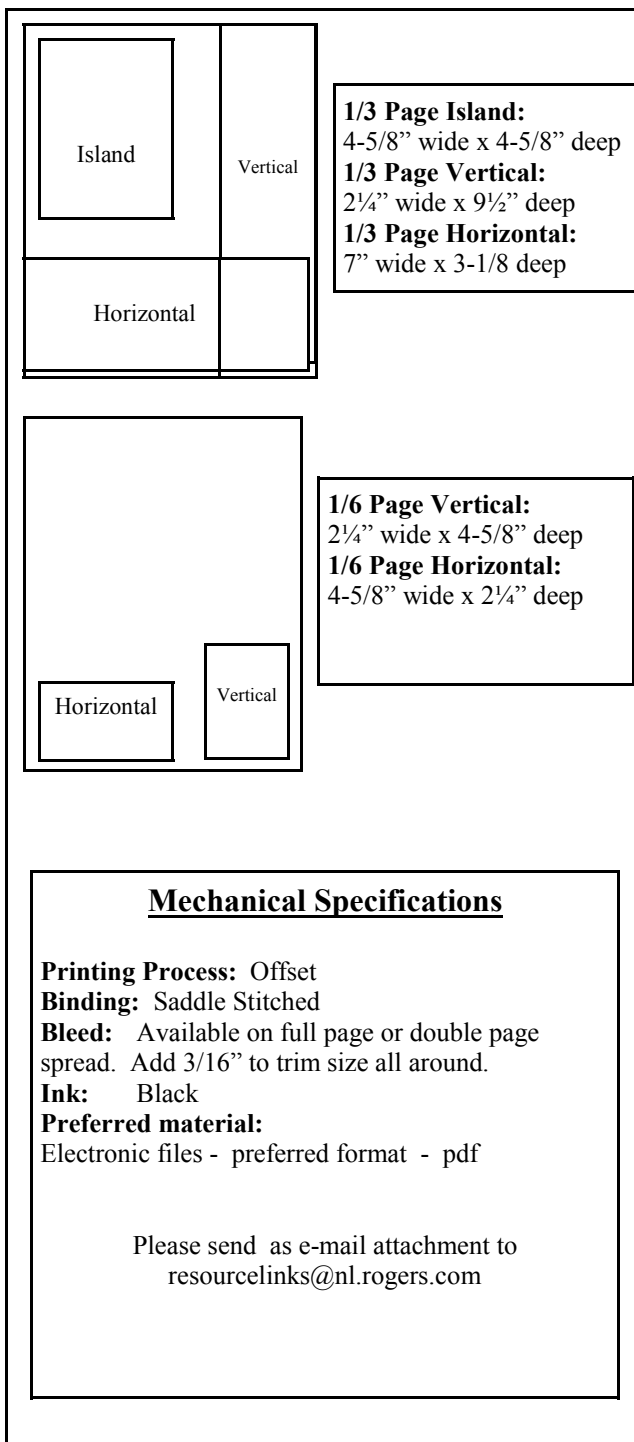 Island
Vertical
Horizontal
1/3 Page Island:
4-5/8” wide x 4-5/8” deep
1/3 Page Vertical:
2¼” wide x 9½” deep
1/3 Page Horizontal:
7” wide x 3-1/8 deep
Horizontal
Vertical
1/6 Page Vertical:
2¼” wide x 4-5/8” deep
1/6 Page Horizontal:
4-5/8” wide x 2¼” deep
Mechanical Specifications
Printing Process: Offset
Binding: Saddle Stitched
Bleed: Available on full page or double page
spread. Add 3/16” to trim size all around.
Ink: Black
Preferred material:
Electronic files - preferred format - pdf
Please send as e-mail attachment to
resourcelinks@nl.rogers.com